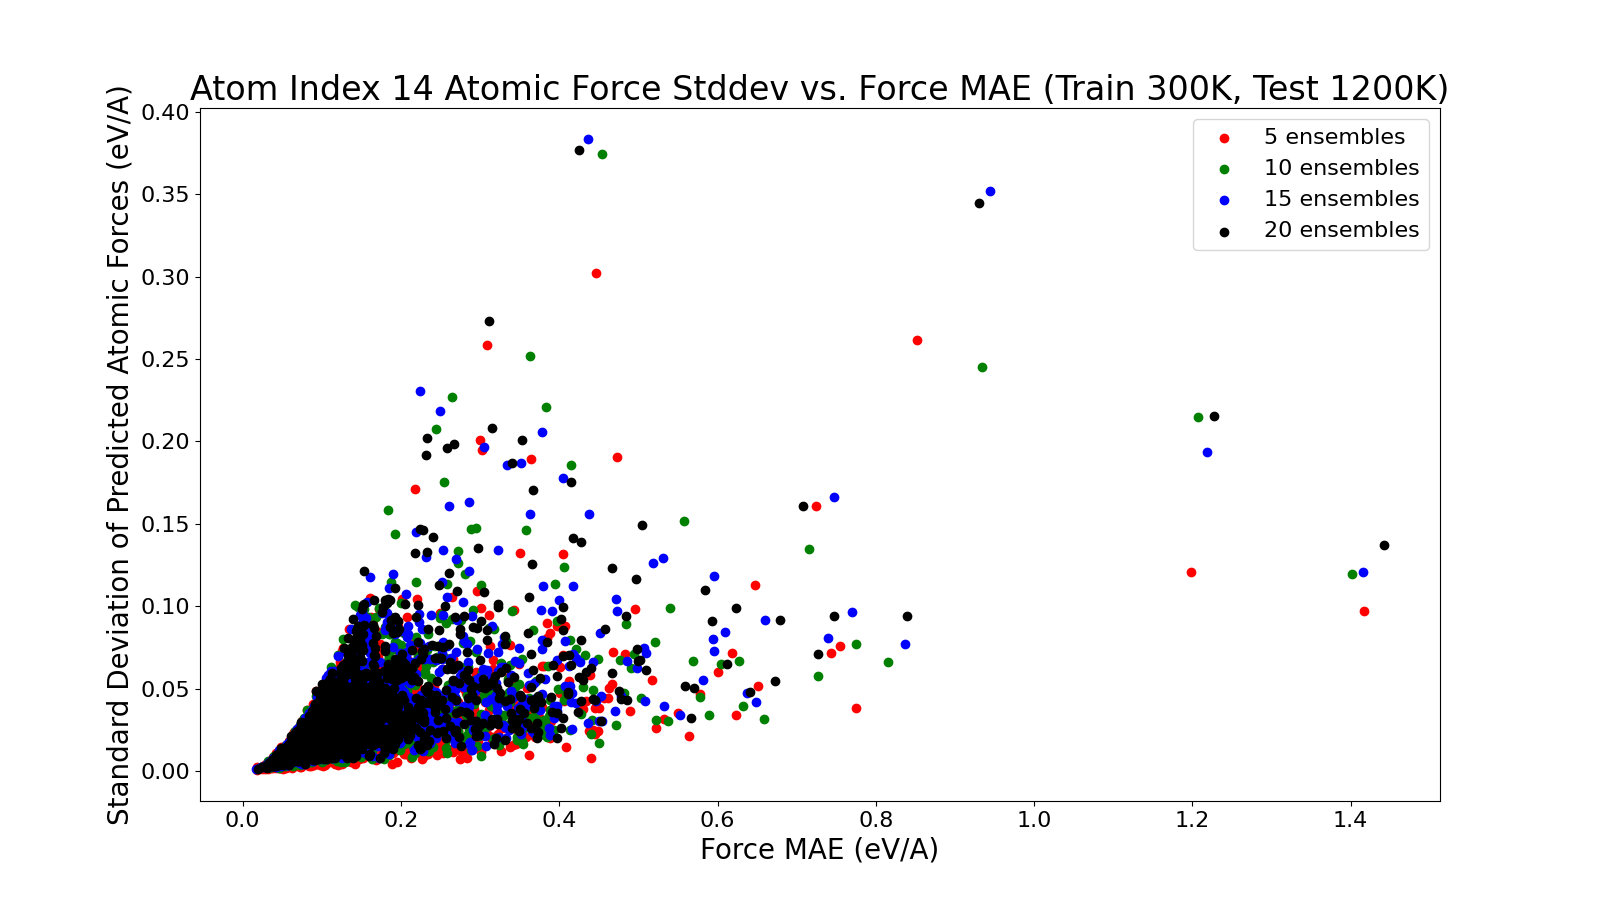 Atom Index 14 Atomic Force Stddev vs. Force MAE (Train 300K, Test 1200K)
Standard Deviation of Predicted Atomic Forces (eV/A)
0.40
0.35
0.30
0.25
0.20
0.15
0.10
0.05
0.00
5 ensembles
10 ensembles
15 ensembles
20 ensembles
0.0 0.2 0.4 0.6 0.8 1.0 1.2 1.4
Force MAE (eV/A)